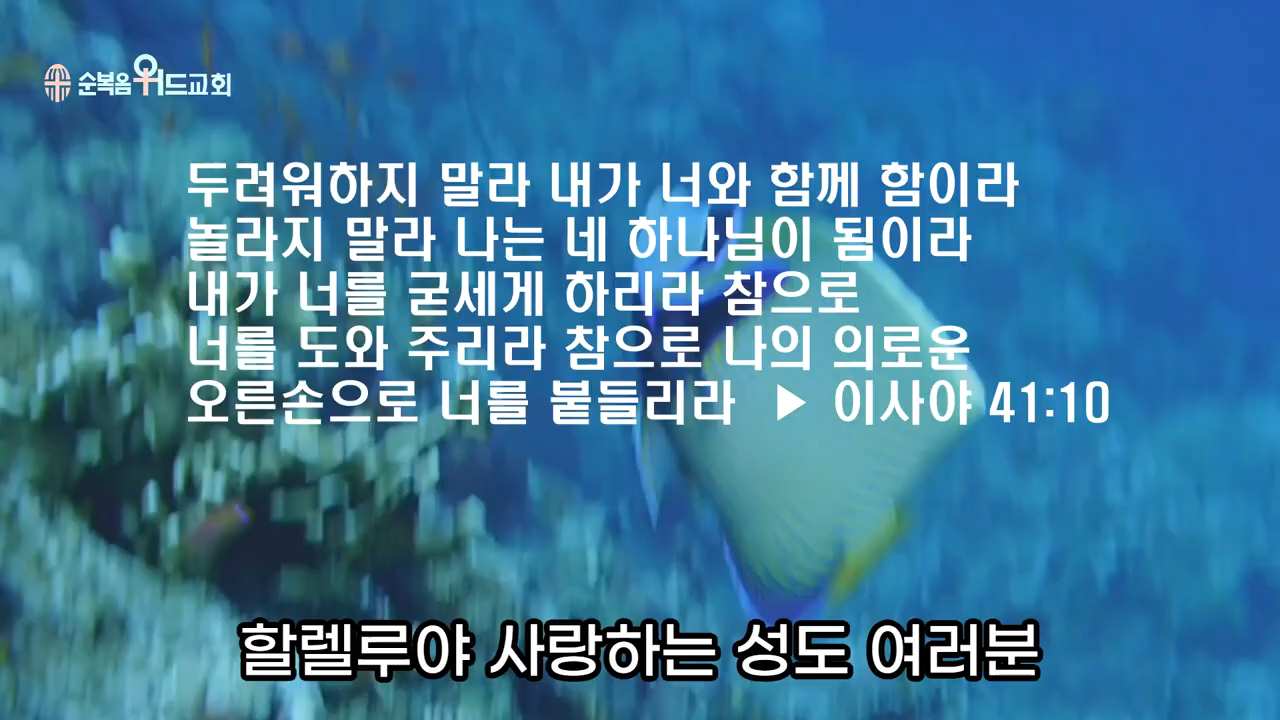 순복음워드교회
두려워하지 말라 내가 너와 함께 함이라
놀라지 말라 나는 네 하나님이 됨이라
내가 너를 굳세게 하리라 참으로
너를 도와 주리라 참으로 나의 의로운
오른손으로 너를 붙들리라 ▶ 이사야 41:10
할렐루야 사랑하는 성도 여러분